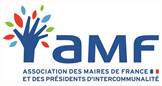 AMF
ASSOCIATION DES MAIRES DE FRANCE
ET DES PRÉSIDENTS D'INTERCOMMUNALITÉ